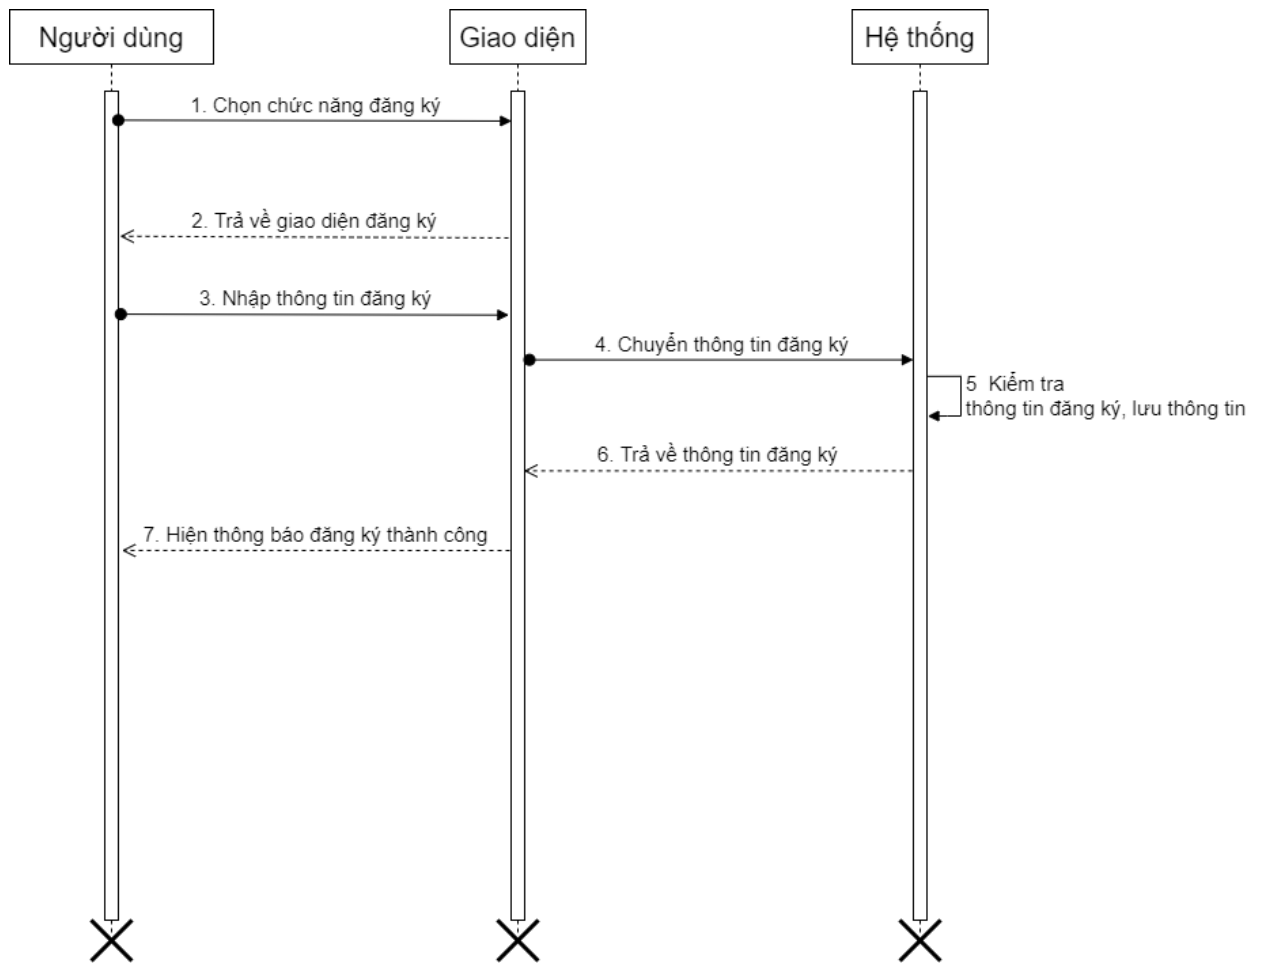 Người dùng
Giao diện
Hệ thống
1. Chọn chức năng đăng ký
2. Trả về giao diện đăng ký
3. Nhập thông tin đăng ký
4. Chuyển thông tin đăng ký
5 Kiểm tra
thông tin đăng ký, lưu thông tin
6. Trả về thông tin đăng ký
7. Hiện thông báo đăng ký thành công